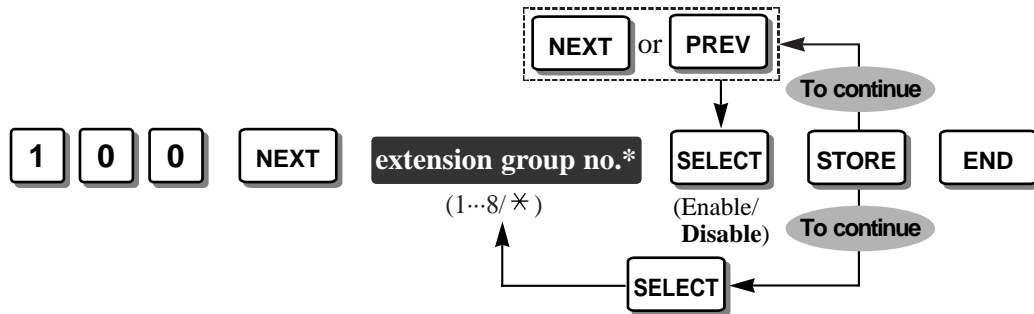 NEXT or PREV
To continue
1 0 0 NEXT extension group no.* SELECT STORE END
(1···8/✳) (Enable/
Disable) To continue
SELECT